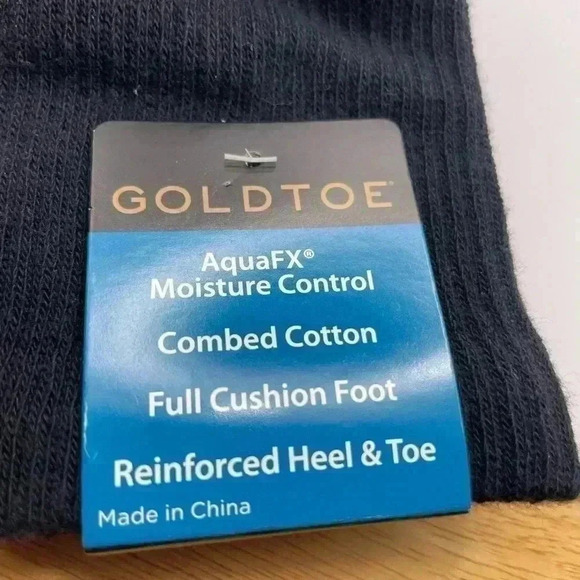 GOLDTOE®
AquaFX®
Moisture Control
Combed Cotton
Full Cushion Foot
Reinforced Heel & Toe
Made in China